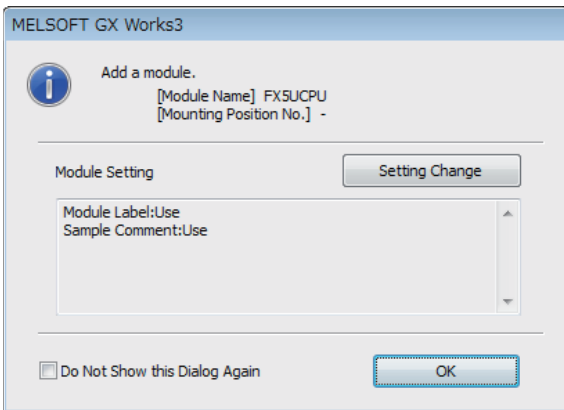 MELSOFT GX Works3
Add a module.
[Module Name] FX5UCPU
[Mounting Position No.] -
Module Setting
Setting Change
Module Label:Use
Sample Comment:Use
Do Not Show this Dialog Again
OK